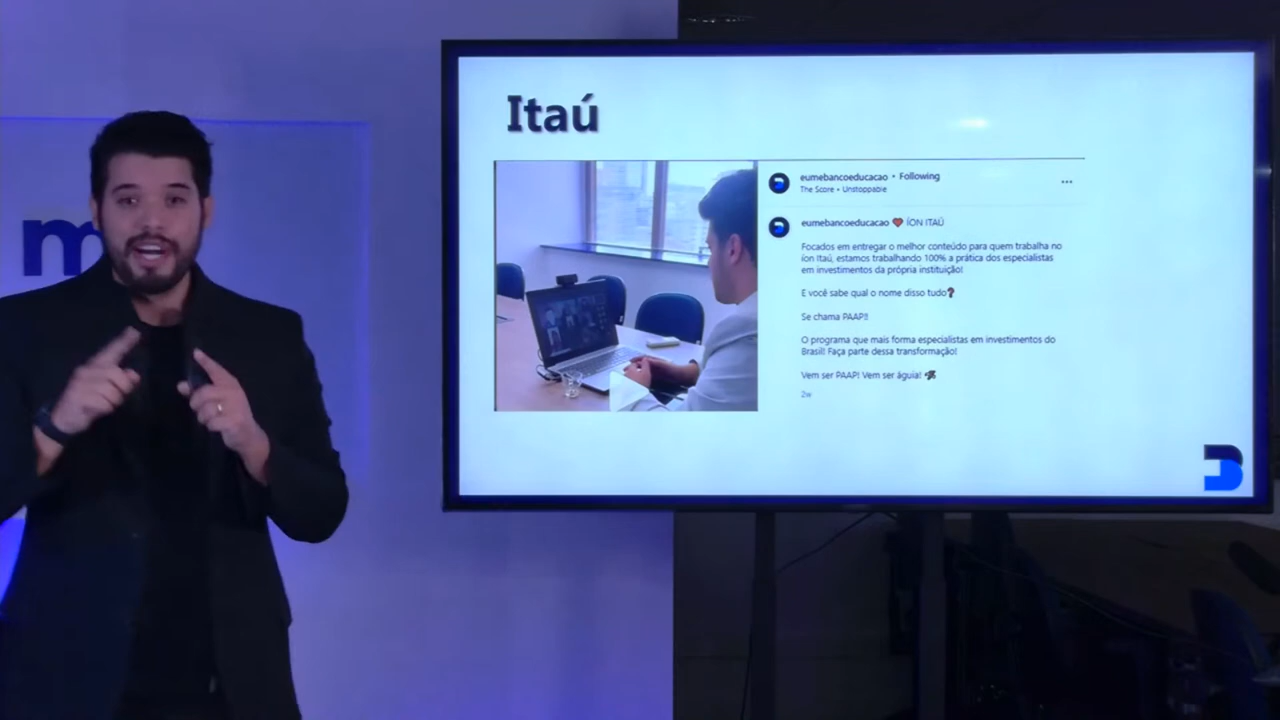 m
Itaú
eumebancoeducacao • Following
The Score • Unstoppable
eumebancoeducacao 🧡 ÍON ITAÚ
Focados em entregar o melhor conteúdo para quem trabalha no
íon Itaú, estamos trabalhando 100% a prática dos especialistas
em investimentos da própria instituição!
E você sabe qual o nome disso tudo❓
Se chama PAAP!!
O programa que mais forma especialistas em investimentos do
Brasil! Faça parte dessa transformação!
Vem ser PAAP! Vem ser águia! 🦅
2w
B